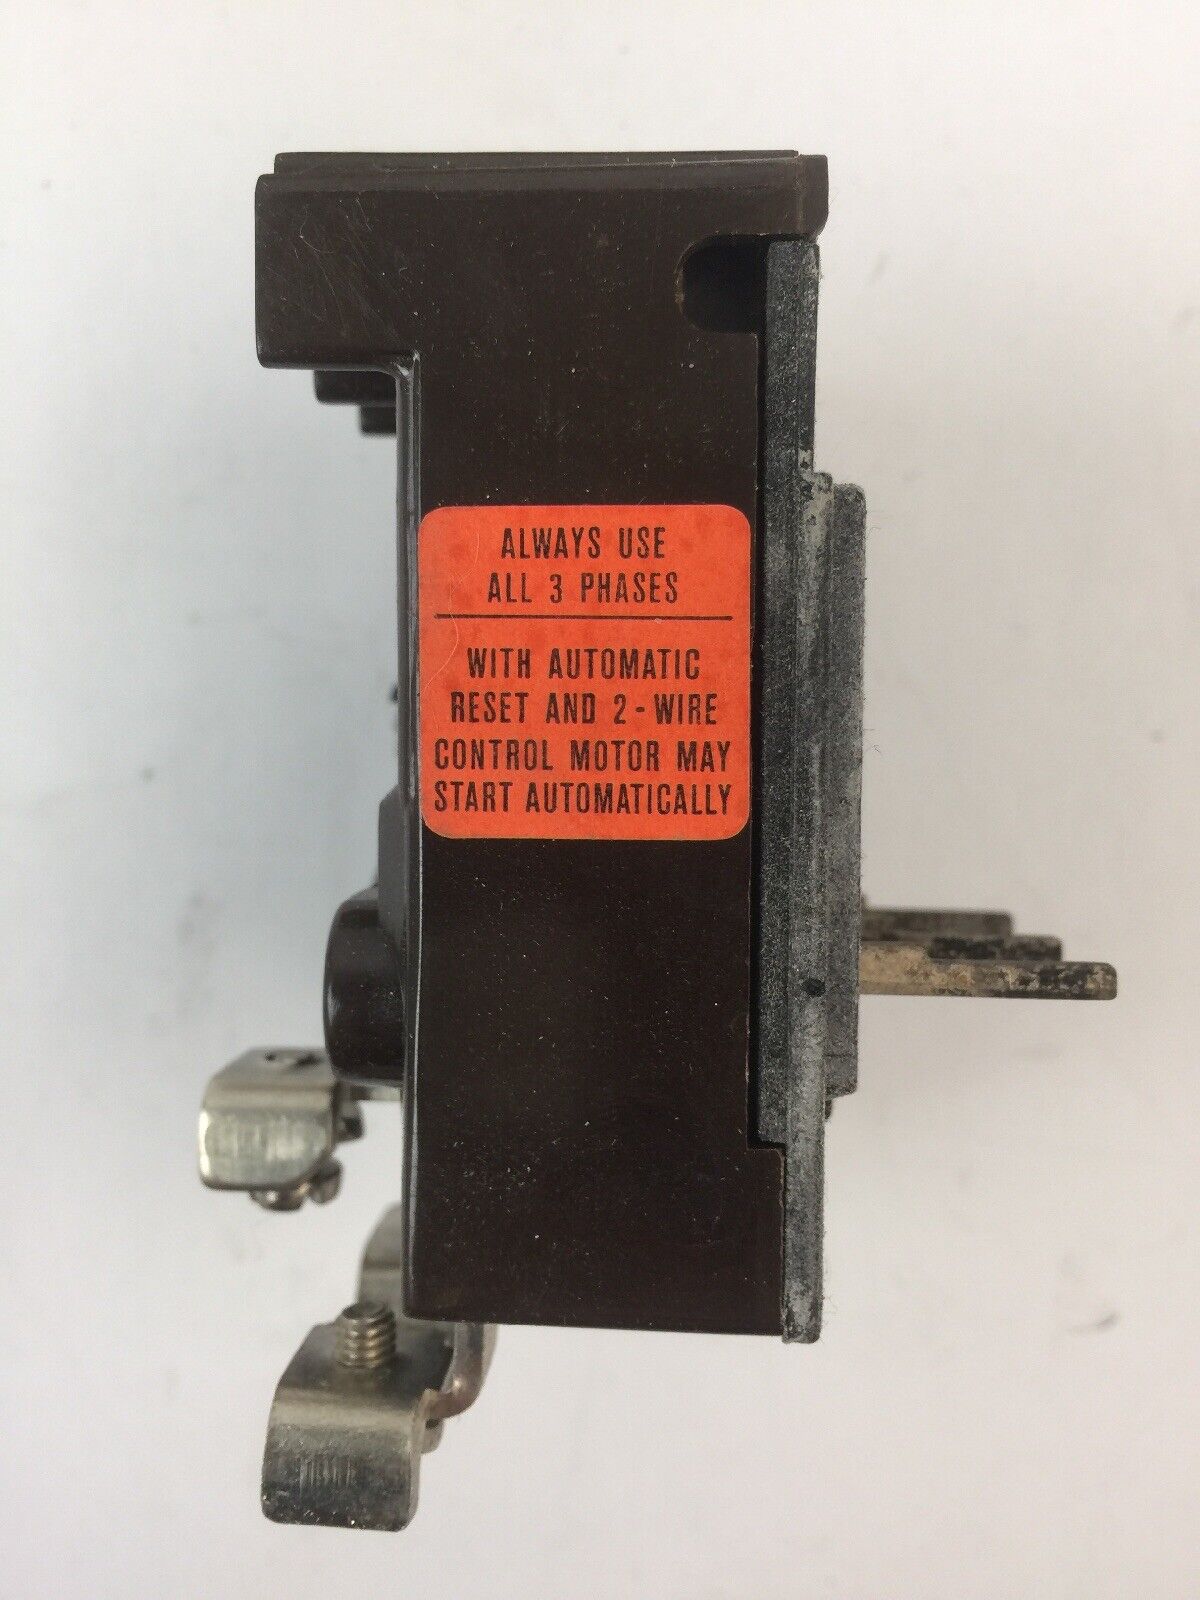 ALWAYS USE
ALL 3 PHASES
WITH AUTOMATIC
RESET AND 2-WIRE
CONTROL MOTOR MAY
START AUTOMATICALLY